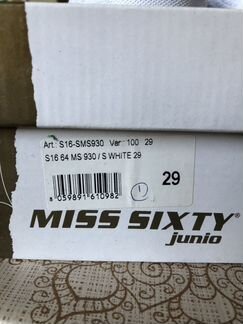 Art.: S16-SMS930 Var : 100 29
S16 64 MS 930 / S WHITE 29
8 059891 610982
1
29
MISS SIXTY®
junio